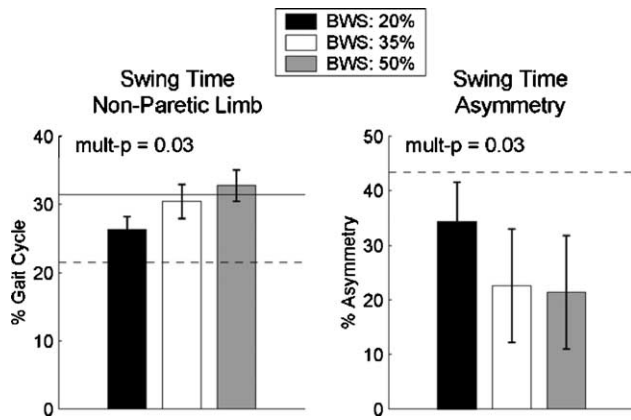 BWS: 20%
BWS: 35%
BWS: 50%
Swing Time
Non-Paretic Limb
mult-p = 0.03
% Gait Cycle
40
30
20
10
0
Swing Time
Asymmetry
mult-p = 0.03
% Asymmetry
50
40
30
20
10
0